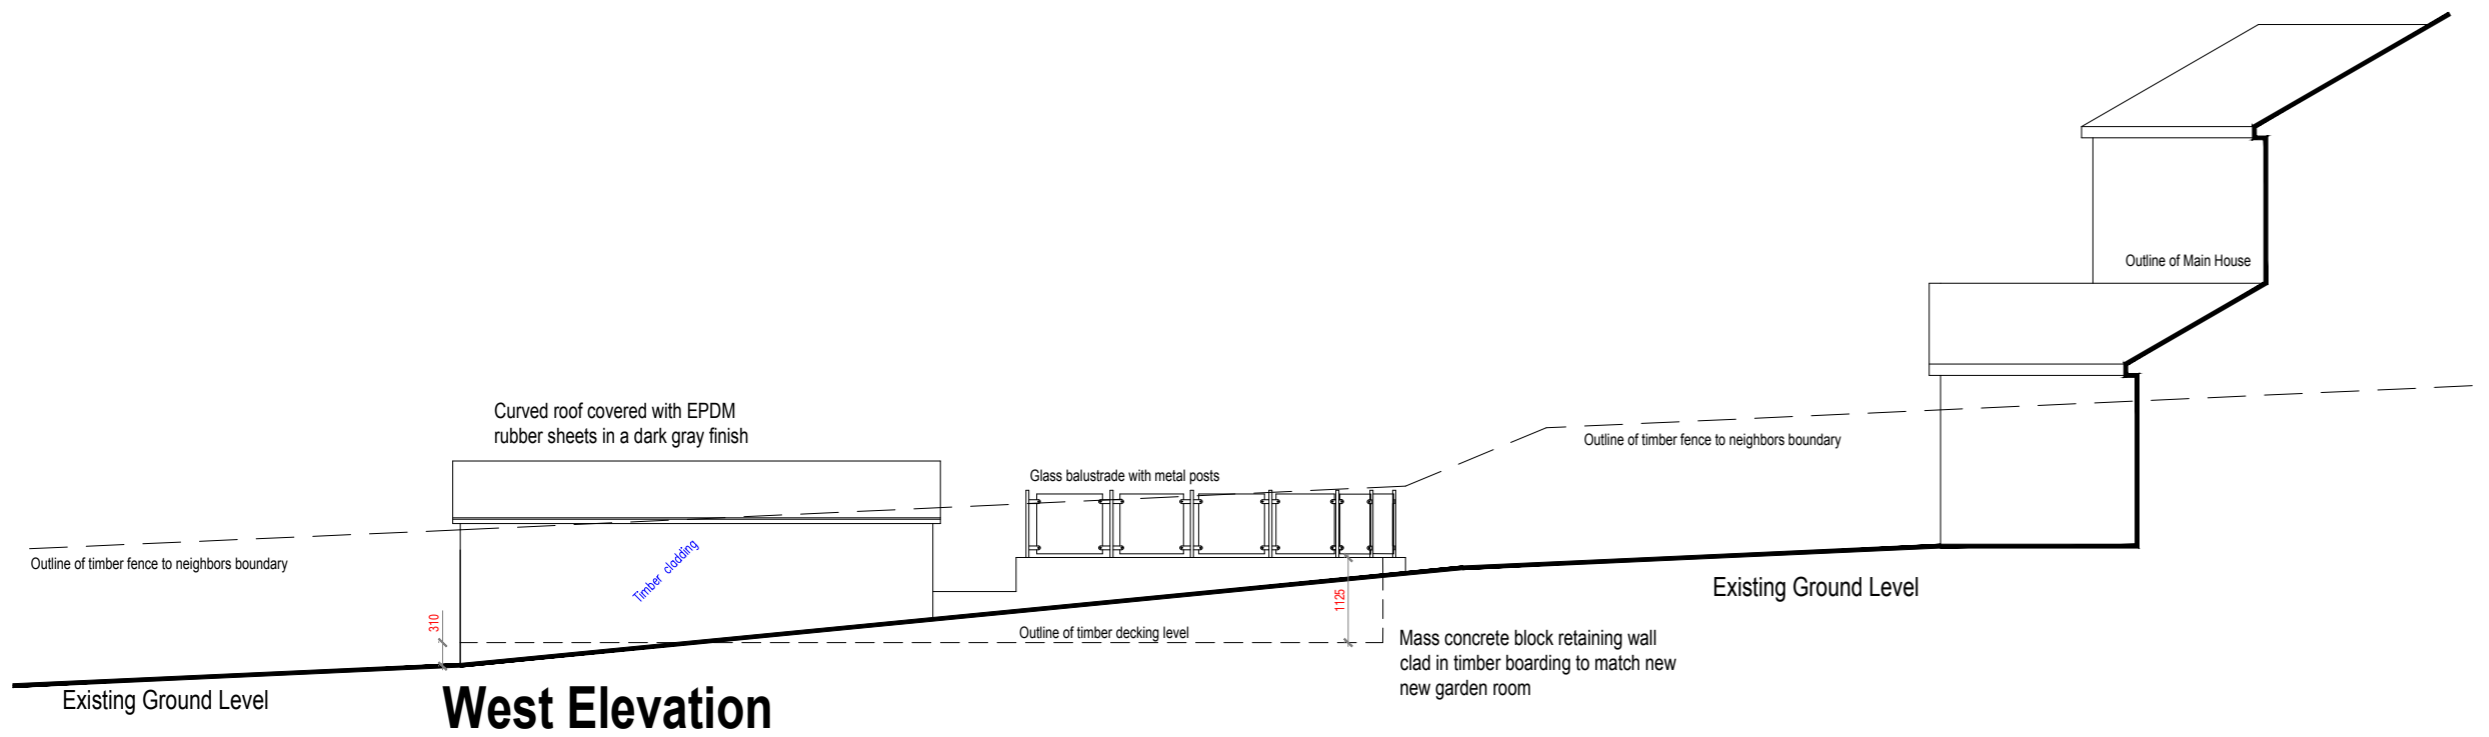 Outline of Main House
Curved roof covered with EPDM
rubber sheets in a dark gray finish
Outline of timber fence to neighbors boundary
Glass balustrade with metal posts
Outline of timber fence to neighbors boundary
Timber cladding
Existing Ground Level
1125
310
Outline of timber decking level
Mass concrete block retaining wall
clad in timber boarding to match new
new garden room
Existing Ground Level
West Elevation